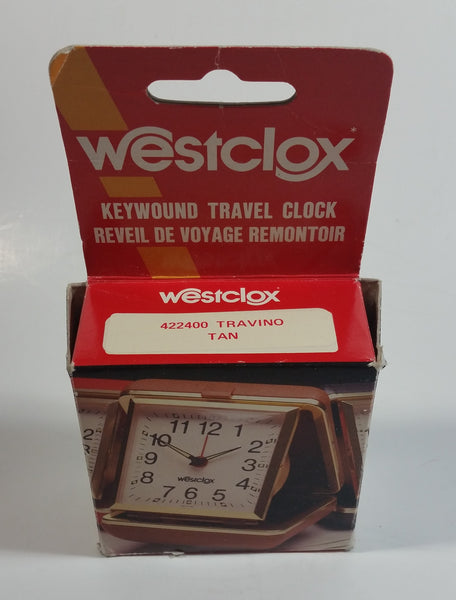 westclox*
KEYWOUND TRAVEL CLOCK
REVEIL DE VOYAGE REMONTOIR
westclox
422400 TRAVINO
TAN
11 12 1
10 2
9 3
8 4
westclox
7 6 5